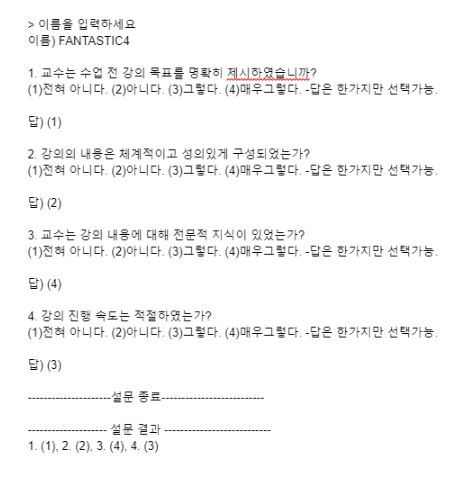 > 이름을 입력하세요
이름) FANTASTIC4
1. 교수는 수업 전 강의 목표를 명확히 제시하였습니까?
(1)전혀 아니다. (2)아니다. (3)그렇다. (4)매우그렇다. -답은 한가지만 선택가능.
답) (1)
2. 강의의 내용은 체계적이고 성의있게 구성되었는가?
(1)전혀 아니다. (2)아니다. (3)그렇다. (4)매우그렇다. -답은 한가지만 선택가능.
답) (2)
3. 교수는 강의 내용에 대해 전문적 지식이 있었는가?
(1)전혀 아니다. (2)아니다. (3)그렇다. (4)매우그렇다. -답은 한가지만 선택가능.
답) (4)
4. 강의 진행 속도는 적절하였는가?
(1)전혀 아니다. (2)아니다. (3)그렇다. (4)매우그렇다. -답은 한가지만 선택가능.
답) (3)
---------------------설문 종료--------------------------
-------------------- 설문 결과 ---------------------------
1. (1), 2. (2), 3. (4), 4. (3)